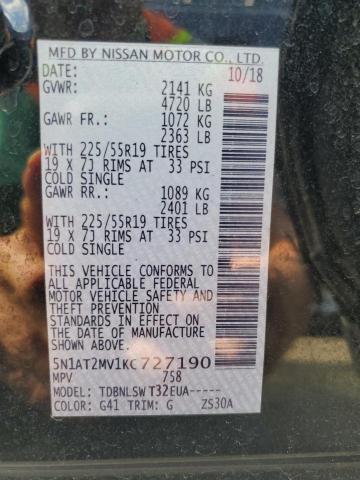 MFD BY NISSAN MOTOR CO., LTD.
DATE: 10/18
GVWR: 2141 KG
4720 LB
GAWR FR.: 1072 KG
2363 LB
WITH 225/55R19 TIRES
19 X 7J RIMS AT 33 PSI
COLD SINGLE
GAWR RR.: 1089 KG
2401 LB
WITH 225/55R19 TIRES
19 X 7J RIMS AT 33 PSI
COLD SINGLE
THIS VEHICLE CONFORMS TO
ALL APPLICABLE FEDERAL
MOTOR VEHICLE SAFETY AND
THEFT PREVENTION
STANDARDS IN EFFECT ON
THE DATE OF MANUFACTURE
SHOWN ABOVE.
5N1AT2MV1KC727190
MPV 758
MODEL: TDBNLSW T32EUA-----
COLOR: G41 TRIM: G ZS30A